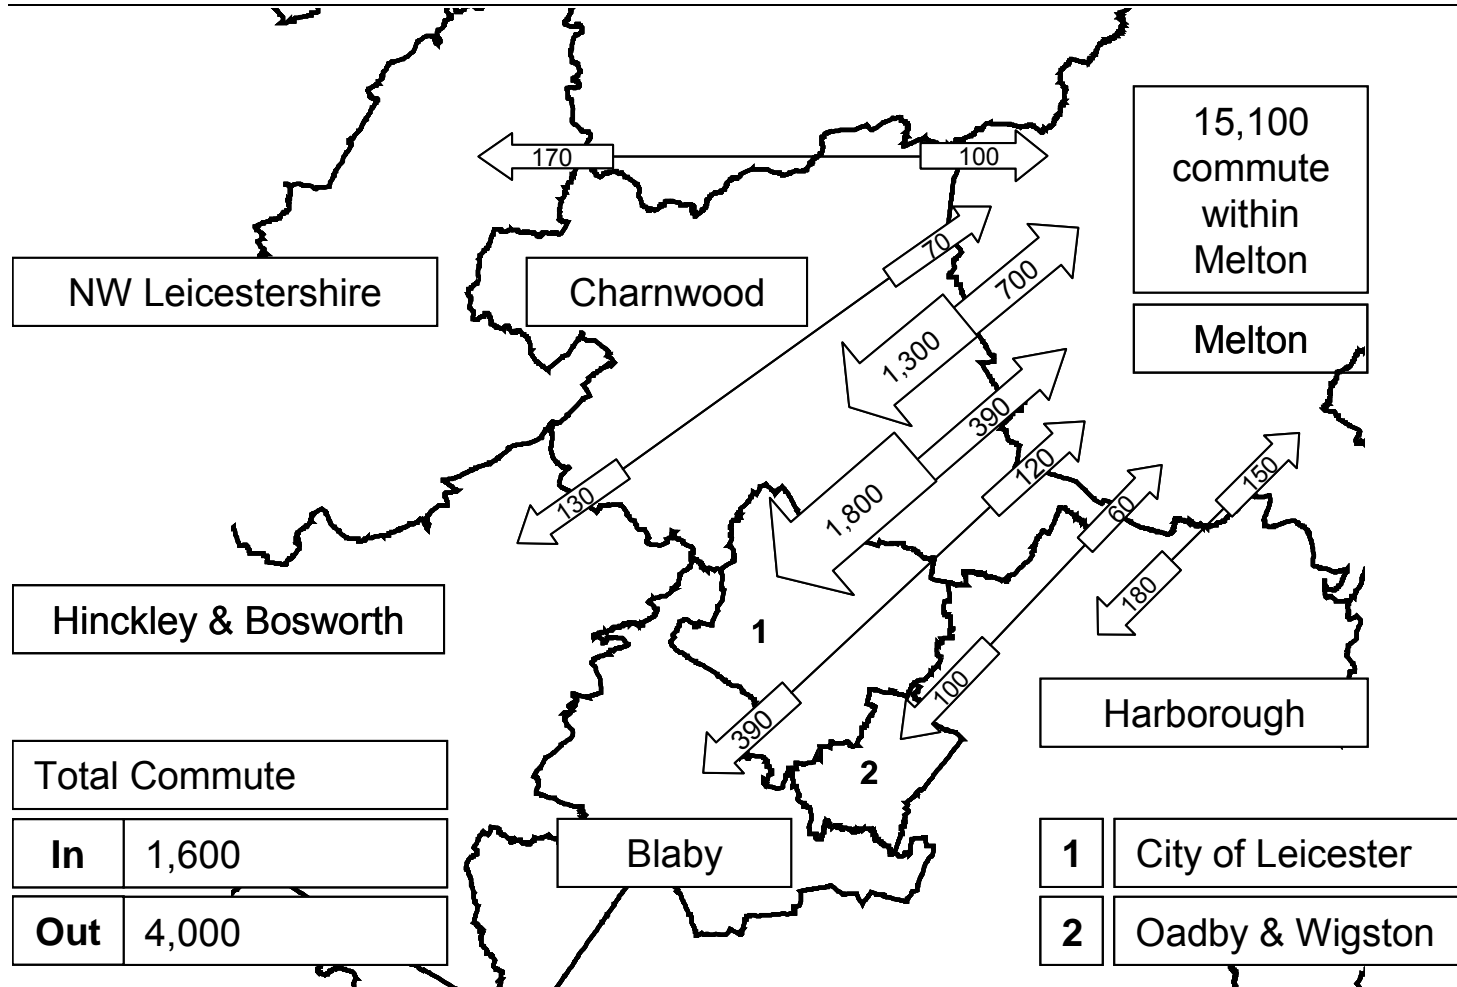 15,100
commute
within
Melton
170
100
70
NW Leicestershire
Charnwood
700
Melton
1,300
390
120
150
130
1,800
60
180
Hinckley & Bosworth
1
100
Harborough
390
2
Total Commute
In 1,600
Blaby
1 City of Leicester
Out 4,000
2 Oadby & Wigston